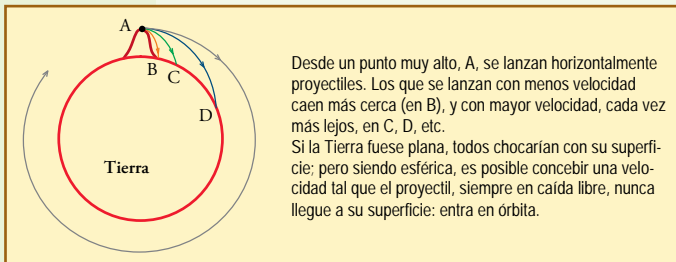 A
B
C
D
Tierra
Desde un punto muy alto, A, se lanzan horizontalmente
proyectiles. Los que se lanzan con menos velocidad
caen más cerca (en B), y con mayor velocidad, cada vez
más lejos, en C, D, etc.
Si la Tierra fuese plana, todos chocarían con su superfi-
cie; pero siendo esférica, es posible concebir una velo-
cidad tal que el proyectil, siempre en caída libre, nunca
llegue a su superficie: entra en órbita.